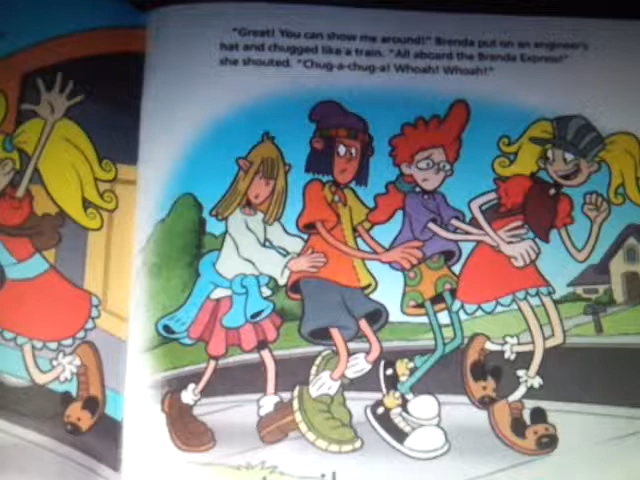 "Great! You can show me around!" Brenda put on an engineer's
hat and chugged like a train. "All aboard the Brenda Express!"
she shouted. "Chug-a-chug-a! Whoah! Whoah!"